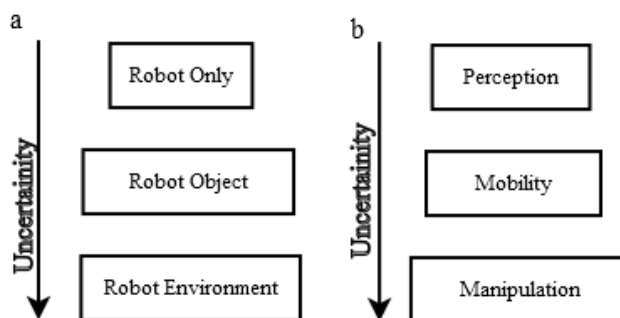 a
Uncertainity
Robot Only
Robot Object
Robot Environment
b
Uncertainity
Perception
Mobility
Manipulation